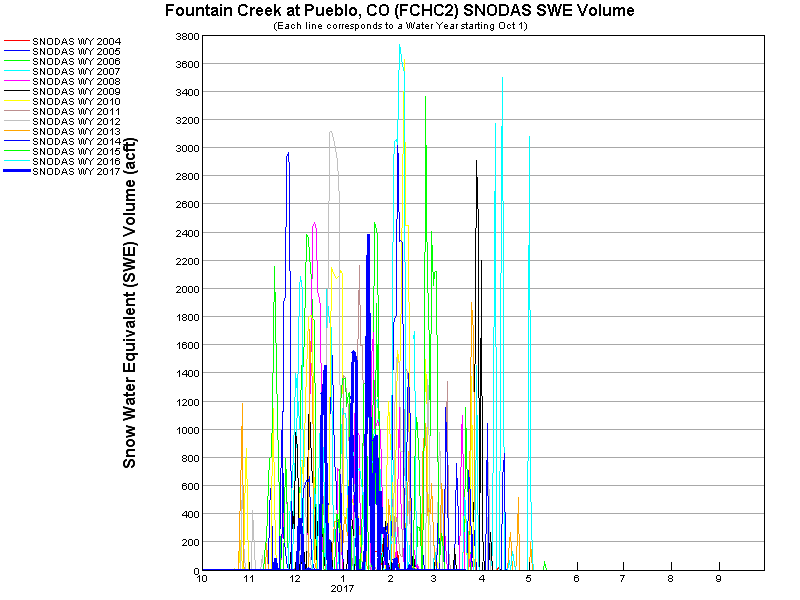 Fountain Creek at Pueblo, CO (FCHC2) SNODAS SWE Volume
(Each line corresponds to a Water Year starting Oct 1)
SNODAS WY 2004
SNODAS WY 2005
SNODAS WY 2006
SNODAS WY 2007
SNODAS WY 2008
SNODAS WY 2009
SNODAS WY 2010
SNODAS WY 2011
SNODAS WY 2012
SNODAS WY 2013
SNODAS WY 2014
SNODAS WY 2015
SNODAS WY 2016
SNODAS WY 2017
Snow Water Equivalent (SWE) Volume (acft)
3800
3600
3400
3200
3000
2800
2600
2400
2200
2000
1800
1600
1400
1200
1000
800
600
400
200
0
10 11 12 1 2 3 4 5 6 7 8 9
2017